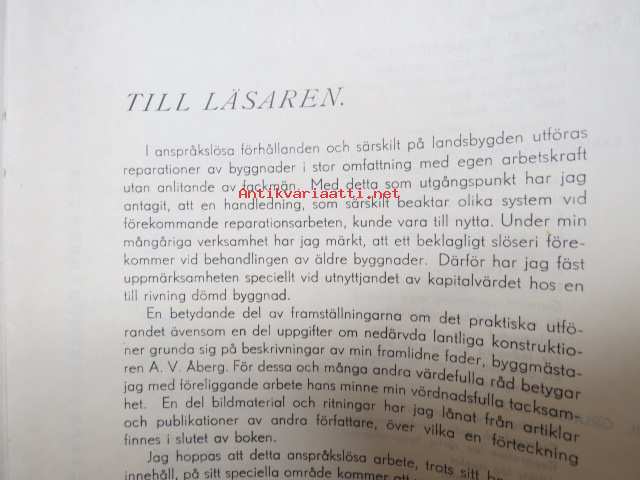 Antikvariaatti.net
TILL LÄSAREN.
I anspråkslösa förhållanden och särskilt på landsbygden utföras
reparationer av byggnader i stor omfattning med egen arbetskraft
utan anlitande av fackmän. Med detta som utgångspunkt har jag
Antikvariaatti.net
antagit, att en handledning, som särskilt beaktar olika system vid
förekommande reparationsarbeten, kunde vara till nytta. Under min
mångåriga verksamhet har jag märkt, att ett beklagligt slöseri före-
kommer vid behandlingen av äldre byggnader. Därför har jag fäst
uppmärksamheten speciellt vid utnyttjandet av kapitalvärdet hos en
till rivning dömd byggnad.
En betydande del av framställningarna om det praktiska utfö-
randet ävensom en del uppgifter om nedärvda lantliga konstruktio-
ner grunda sig på beskrivningar av min framlidne fader, byggmästa-
ren A. V. Åberg. För dessa och många andra värdefulla råd betygar
jag med föreliggande arbete hans minne min vördnadsfulla tacksam-
het. En del bildmaterial och ritningar har jag lånat från artiklar
och publikationer av andra författare, över vilka en förteckning
finnes i slutet av boken.
Jag hoppas att detta anspråkslösa arbete, trots sitt
innehåll, på sitt speciella område kommer att